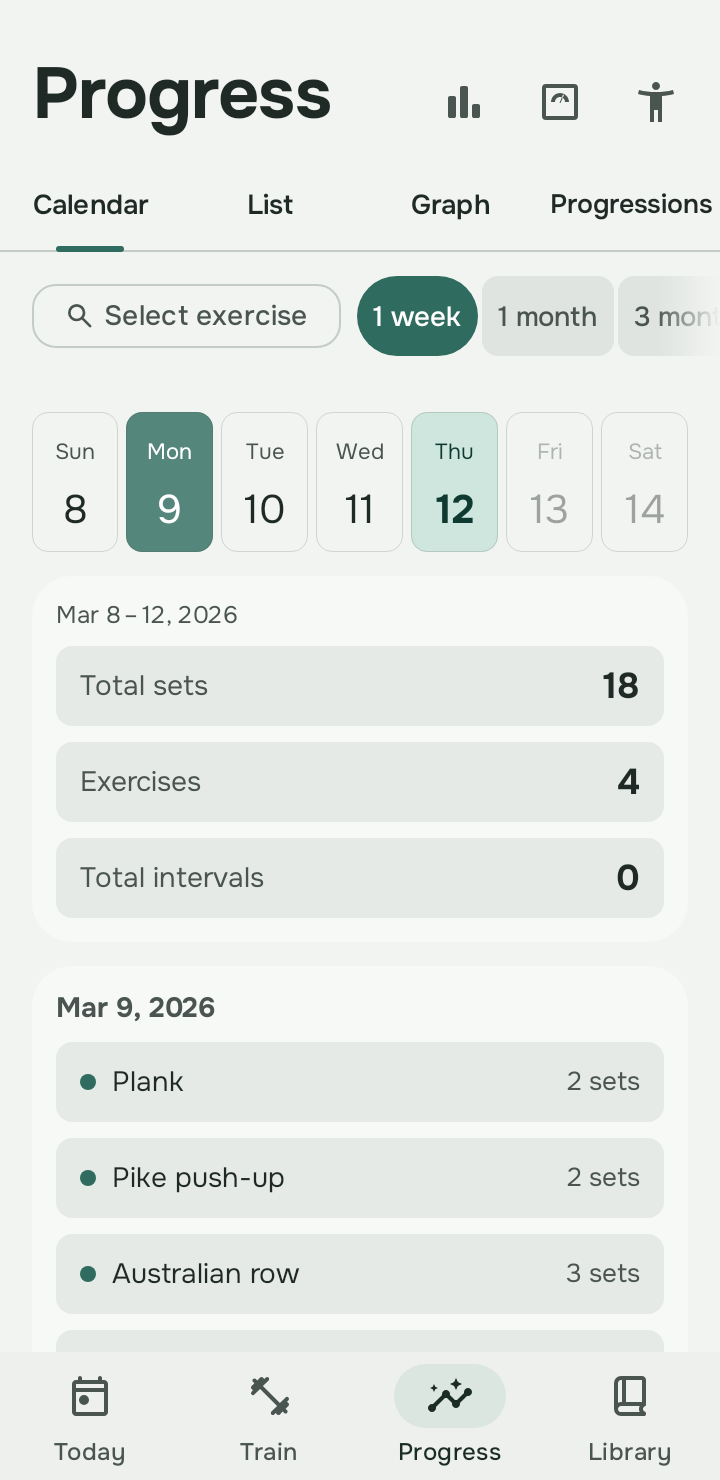 Progress
Calendar List Graph Progressions
Select exercise 1 week 1 month 3 mont
Sun Mon Tue Wed Thu Fri Sat
8 9 10 11 12 13 14
Mar 8 – 12, 2026
Total sets 18
Exercises 4
Total intervals 0
Mar 9, 2026
Plank 2 sets
Pike push-up 2 sets
Australian row 3 sets
Today Train Progress Library